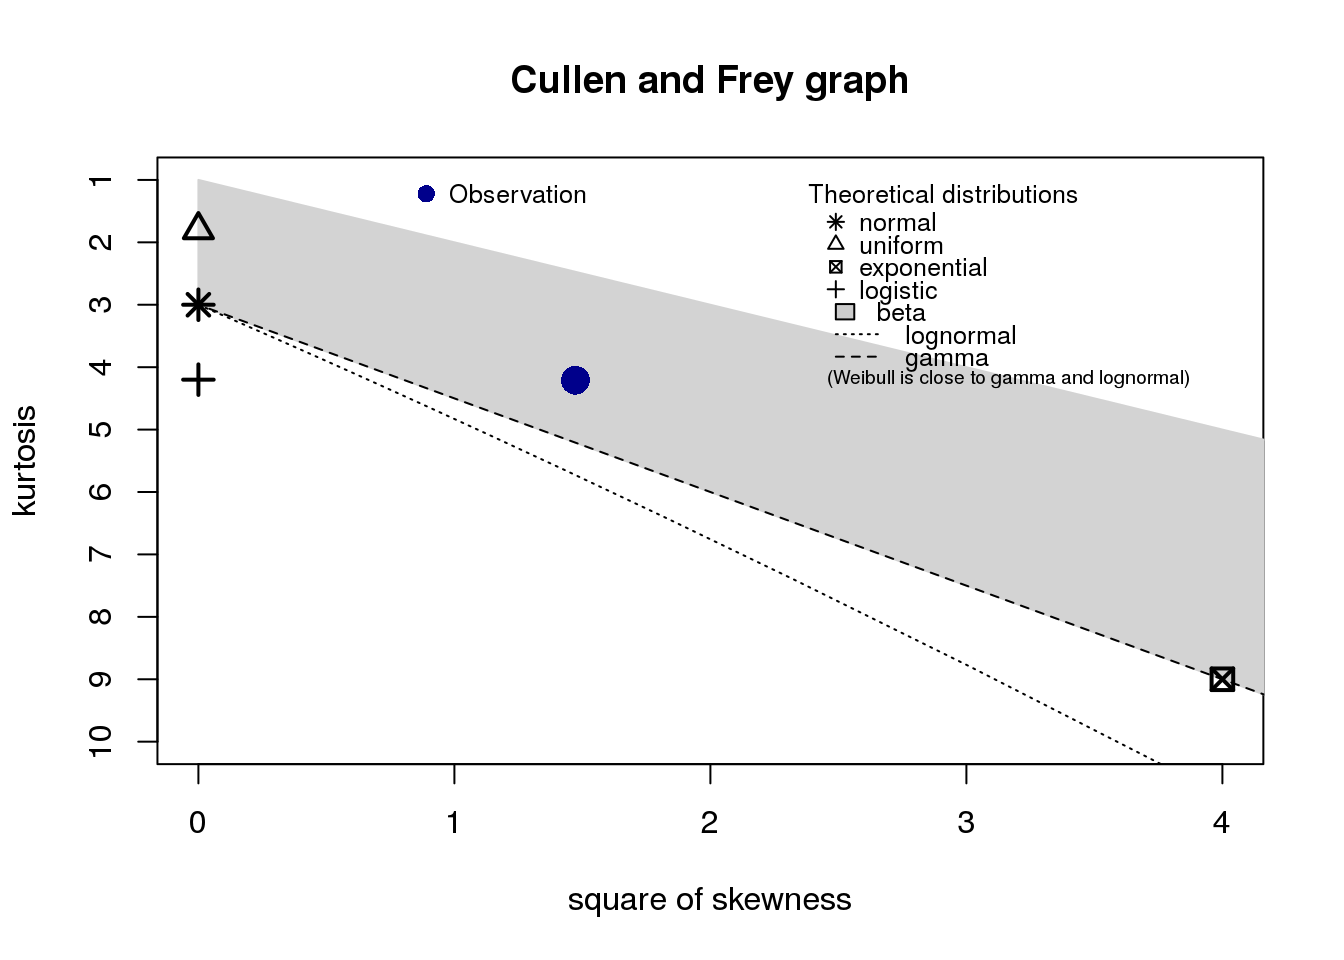 Cullen and Frey graph
Observation
Theoretical distributions
normal
uniform
exponential
logistic
beta
lognormal
gamma
(Weibull is close to gamma and lognormal)
kurtosis
1
2
3
4
5
6
7
8
9
10
0 1 2 3 4
square of skewness